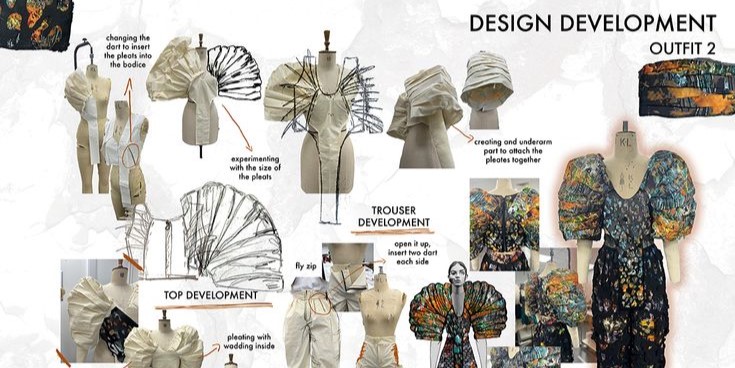 DESIGN DEVELOPMENT
OUTFIT 2
changing the
dart to insert
the pleats into
the bodice
experimenting
with the size of
the pleats
creating and underarm
part to attach the
pleates together
TROUSER
DEVELOPMENT
open it up,
insert two dart
each side
fly zip
TOP DEVELOPMENT
pleating with
wadding inside